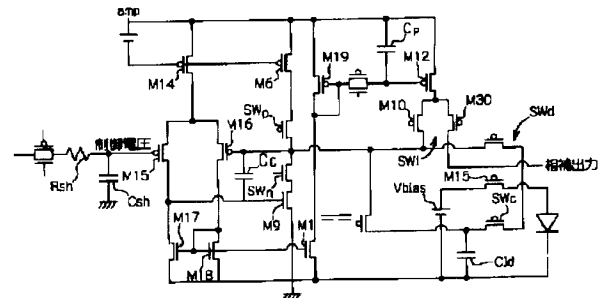 amp
M14
M6
M19
Cp
M12
SWp
M10
M30
SWd
制御電圧
M16
Cc
SWl
M15
相補出力
Rsh
Csh
SWn
M15
Vbias
SWc
M9
M17
M1
M18
Cld